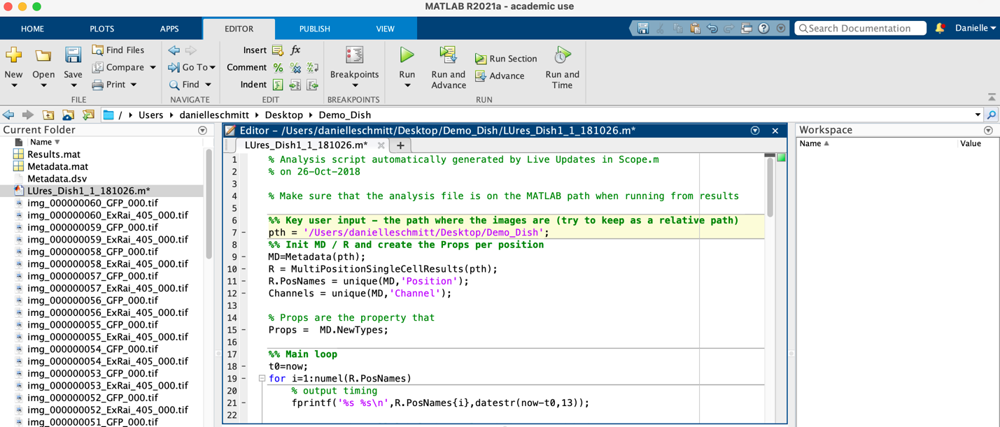 MATLAB R2021a - academic use
HOME PLOTS APPS EDITOR PUBLISH VIEW Search Documentation Danielle
New Open Save Find Files Compare Print
FILE
Go To Find
NAVIGATE
Insert fx
Comment % %
Indent
EDIT
Breakpoints
BREAKPOINTS
Run Run and Advance Run Section Advance Run and Time
RUN
/ Users danielleschmitt Desktop Demo_Dish
Current Folder
Name
Results.mat
Metadata.mat
Metadata.dsv
LUres_Dish1_1_181026.m*
img_000000060_GFP_000.tif
img_000000060_ExRai_405_000.tif
img_000000059_GFP_000.tif
img_000000059_ExRai_405_000.tif
img_000000058_GFP_000.tif
img_000000058_ExRai_405_000.tif
img_000000057_GFP_000.tif
img_000000057_ExRai_405_000.tif
img_000000056_GFP_000.tif
img_000000056_ExRai_405_000.tif
img_000000055_GFP_000.tif
img_000000055_ExRai_405_000.tif
img_000000054_GFP_000.tif
img_000000054_ExRai_405_000.tif
img_000000053_GFP_000.tif
img_000000053_ExRai_405_000.tif
img_000000052_GFP_000.tif
img_000000052_ExRai_405_000.tif
img_000000051_GFP_000.tif
Editor – /Users/danielleschmitt/Desktop/Demo_Dish/LUres_Dish1_1_181026.m*
LUres_Dish1_1_181026.m*
1 % Analysis script automatically generated by Live Updates in Scope.m
2 % on 26-Oct-2018
3
4 % Make sure that the analysis file is on the MATLAB path when running from results
5
6 %% Key user input – the path where the images are (try to keep as a relative path)
7 – pth = '/Users/danielleschmitt/Desktop/Demo_Dish';
8 %% Init MD / R and create the Props per position
9 – MD=Metadata(pth);
10 – R = MultiPositionSingleCellResults(pth);
11 – R.PosNames = unique(MD,'Position');
12 – Channels = unique(MD,'Channel');
13
14 % Props are the property that
15 – Props =  MD.NewTypes;
16
17 %% Main loop
18 – t0=now;
19 – for i=1:numel(R.PosNames)
20 % output timing
21 – fprintf('%s %s\n',R.PosNames{i},datestr(now-t0,13));
22
Workspace
Name Value